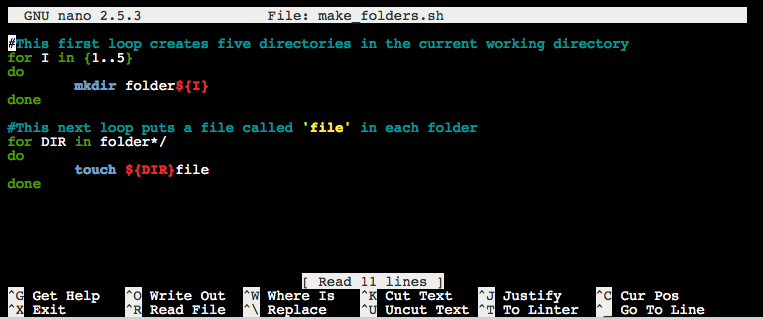 GNU nano 2.5.3 File: make_folders.sh
#This first loop creates five directories in the current working directory
for I in {1..5}
do
        mkdir folder${I}
done

#This next loop puts a file called 'file' in each folder
for DIR in folder*/
do
        touch ${DIR}file
done

[ Read 11 lines ]
^G Get Help ^O Write Out ^W Where Is ^K Cut Text ^J Justify ^C Cur Pos
^X Exit ^R Read File ^\ Replace ^U Uncut Text ^T To Linter ^_ Go To Line